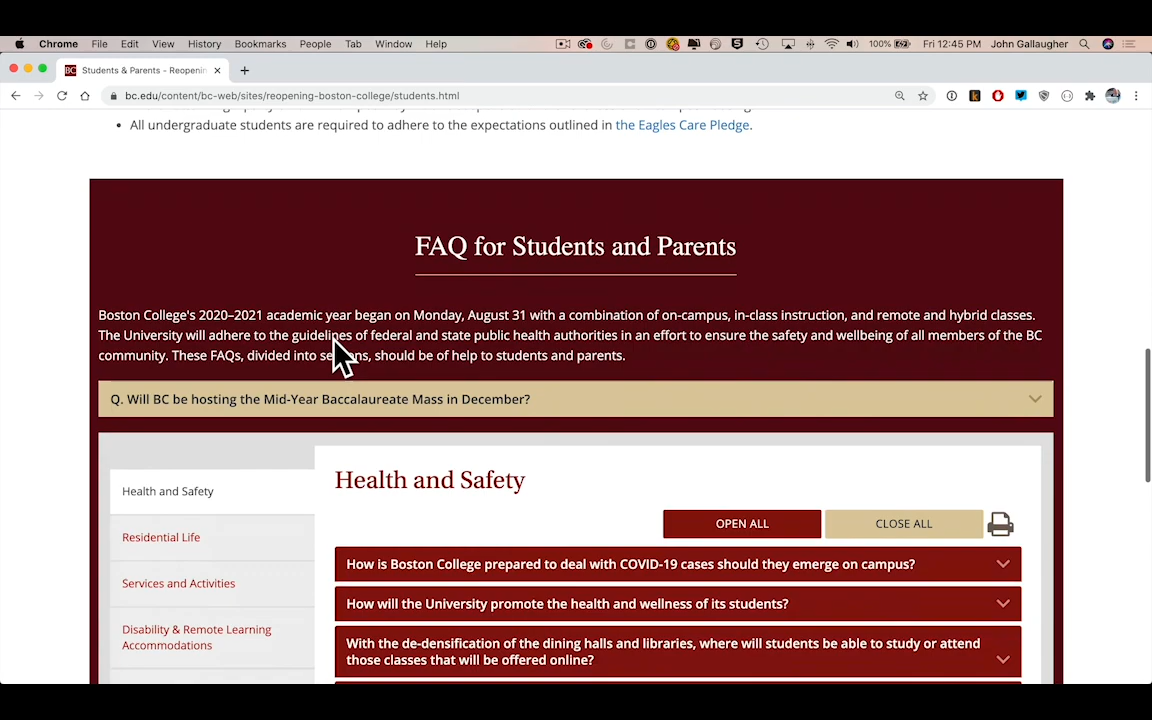 Chrome File Edit View History Bookmarks People Tab Window Help 100% Fri 12:45 PM John Gallaugher
BC Students & Parents - Reopenin
bc.edu/content/bc-web/sites/reopening-boston-college/students.html
• All undergraduate students are required to adhere to the expectations outlined in the Eagles Care Pledge.
FAQ for Students and Parents
Boston College's 2020–2021 academic year began on Monday, August 31 with a combination of on-campus, in-class instruction, and remote and hybrid classes.
The University will adhere to the guidelines of federal and state public health authorities in an effort to ensure the safety and wellbeing of all members of the BC
community. These FAQs, divided into sections, should be of help to students and parents.
Q. Will BC be hosting the Mid-Year Baccalaureate Mass in December?
Health and Safety
Health and Safety
OPEN ALL
CLOSE ALL
Residential Life
Services and Activities
Disability & Remote Learning
Accommodations
How is Boston College prepared to deal with COVID-19 cases should they emerge on campus?
How will the University promote the health and wellness of its students?
With the de-densification of the dining halls and libraries, where will students be able to study or attend
those classes that will be offered online?